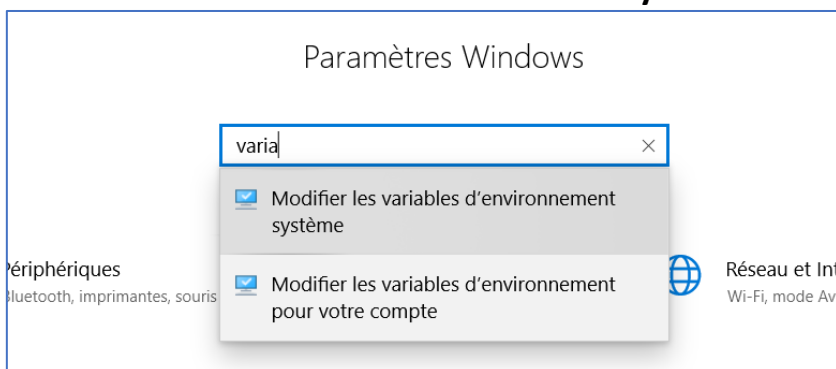 Paramètres Windows
varia
Modifier les variables d'environnement
système
Périphériques
Bluetooth, imprimantes, souris
Modifier les variables d'environnement
pour votre compte
Réseau et Int
Wi-Fi, mode Av